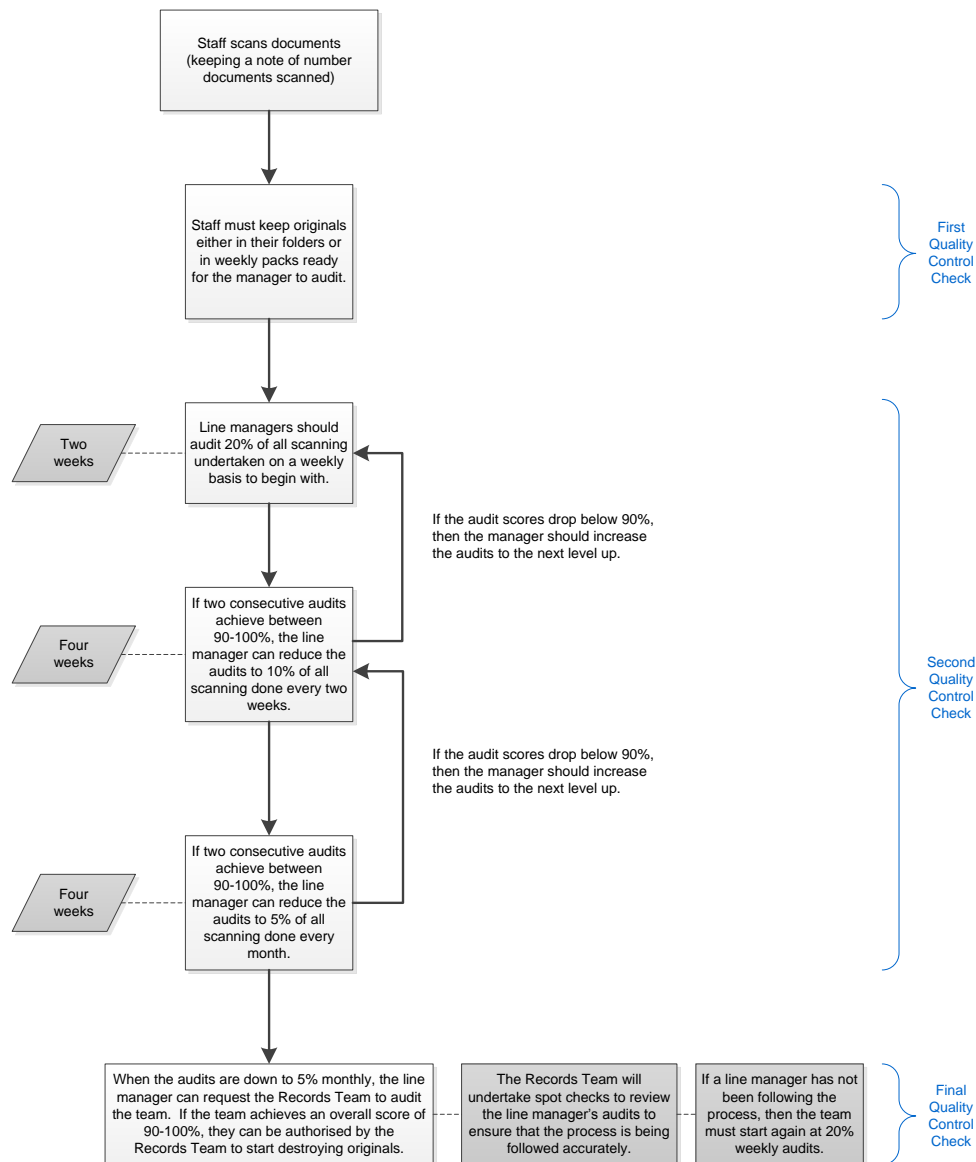 Staff scans documents
(keeping a note of number
documents scanned)
Staff must keep originals
either in their folders or
in weekly packs ready
for the manager to audit.
First
Quality
Control
Check
Two
weeks
Line managers should
audit 20% of all scanning
undertaken on a weekly
basis to begin with.
If the audit scores drop below 90%,
then the manager should increase
the audits to the next level up.
Four
weeks
If two consecutive audits
achieve between
90-100%, the line
manager can reduce the
audits to 10% of all
scanning done every two
weeks.
Second
Quality
Control
Check
If the audit scores drop below 90%,
then the manager should increase
the audits to the next level up.
Four
weeks
If two consecutive audits
achieve between
90-100%, the line
manager can reduce the
audits to 5% of all
scanning done every
month.
When the audits are down to 5% monthly, the line
manager can request the Records Team to audit
the team.  If the team achieves an overall score of
90-100%, they can be authorised by the
Records Team to start destroying originals.
The Records Team will
undertake spot checks to review
the line manager’s audits to
ensure that the process is being
followed accurately.
If a line manager has not
been following the
process, then the team
must start again at 20%
weekly audits.
Final
Quality
Control
Check